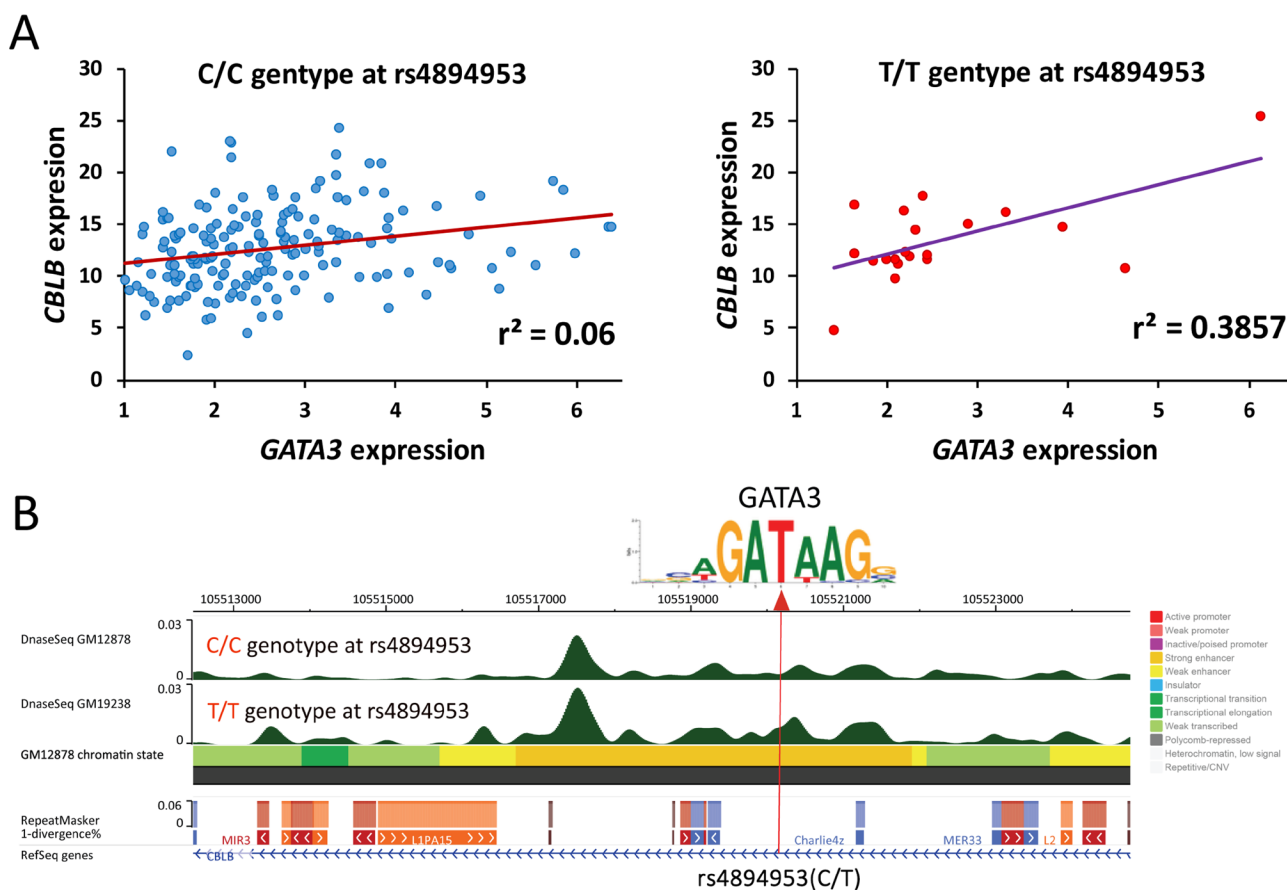 A
C/C gentype at rs4894953
30
25
20
15
10
5
0
CBLB expresion
r² = 0.06
1 2 3 4 5 6
GATA3 expression
T/T gentype at rs4894953
30
25
20
15
10
5
0
CBLB expression
r² = 0.3857
1 2 3 4 5 6
GATA3 expression
B
GATA3
GATAAG
105513000 105515000 105517000 105519000 105521000 105523000
DnaseSeq GM12878
0.03
0
C/C genotype at rs4894953
DnaseSeq GM19238
0.03
0
T/T genotype at rs4894953
GM12878 chromatin state
RepeatMasker
1-divergence%
0.06
0
MIR3 L1PA15 Charlie4z MER33 L2
RefSeq genes
CBLB
rs4894953(C/T)
Active promoter
Weak promoter
Inactive/poised promoter
Strong enhancer
Weak enhancer
Insulator
Transcriptional transition
Transcriptional elongation
Weak transcribed
Polycomb-repressed
Heterochromatin, low signal
Repetitive/CNV